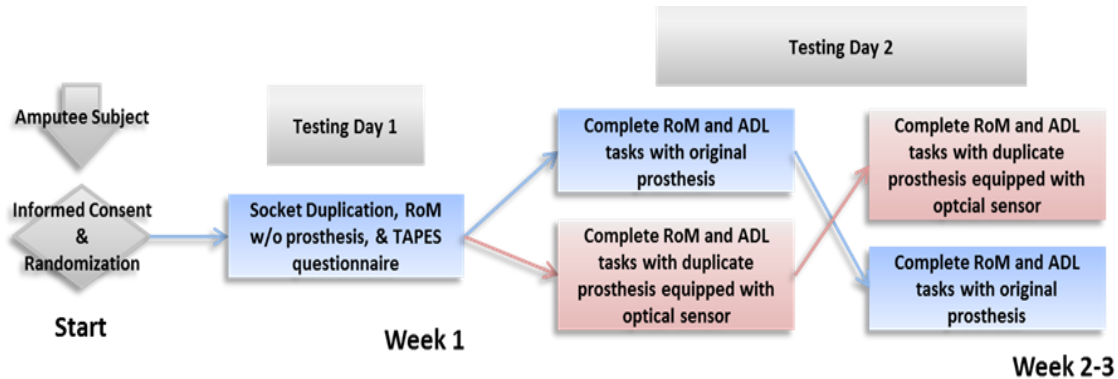 Testing Day 2
Amputee Subject
Testing Day 1
Informed Consent
&
Randomization
Socket Duplication, RoM
w/o prosthesis, & TAPES
questionnaire
Complete RoM and ADL
tasks with original
prosthesis
Complete RoM and ADL
tasks with duplicate
prosthesis equipped with
optical sensor
Complete RoM and ADL
tasks with duplicate
prosthesis equipped with
optcial sensor
Complete RoM and ADL
tasks with original
prosthesis
Start
Week 1
Week 2-3